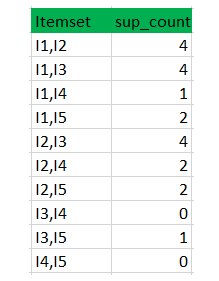 Itemset sup_count
I1,I2 4
I1,I3 4
I1,I4 1
I1,I5 2
I2,I3 4
I2,I4 2
I2,I5 2
I3,I4 0
I3,I5 1
I4,I5 0